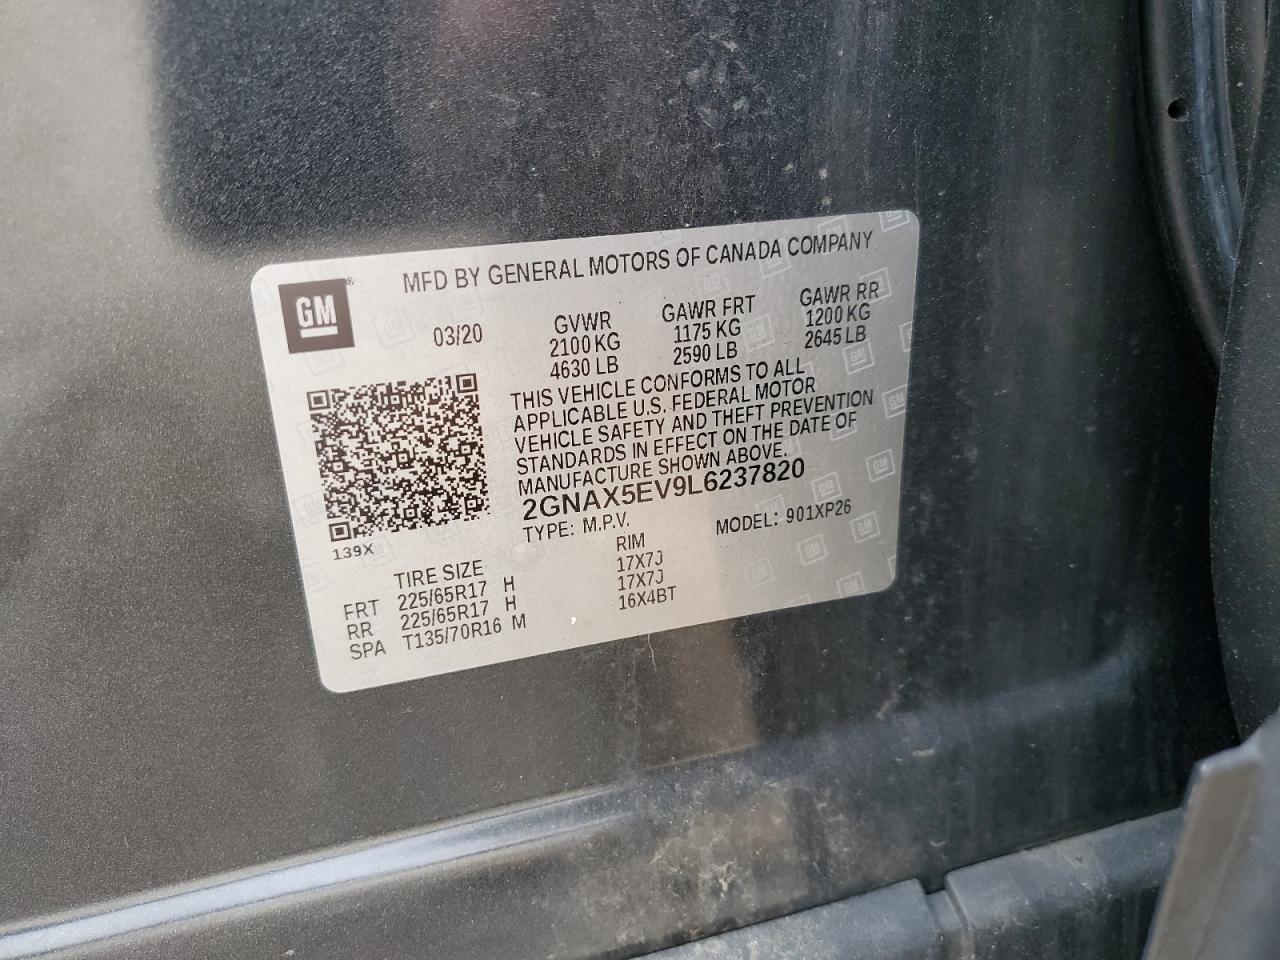 GM
MFD BY GENERAL MOTORS OF CANADA COMPANY
03/20
GVWR GAWR FRT GAWR RR
2100 KG 1175 KG 1200 KG
4630 LB 2590 LB 2645 LB
THIS VEHICLE CONFORMS TO ALL
APPLICABLE U.S. FEDERAL MOTOR
VEHICLE SAFETY AND THEFT PREVENTION
STANDARDS IN EFFECT ON THE DATE OF
MANUFACTURE SHOWN ABOVE.
2GNAX5EV9L6237820
TYPE: M.P.V. MODEL: 901XP26
139X
TIRE SIZE RIM
FRT 225/65R17 H 17X7J
RR 225/65R17 H 17X7J
SPA T135/70R16 M 16X4BT